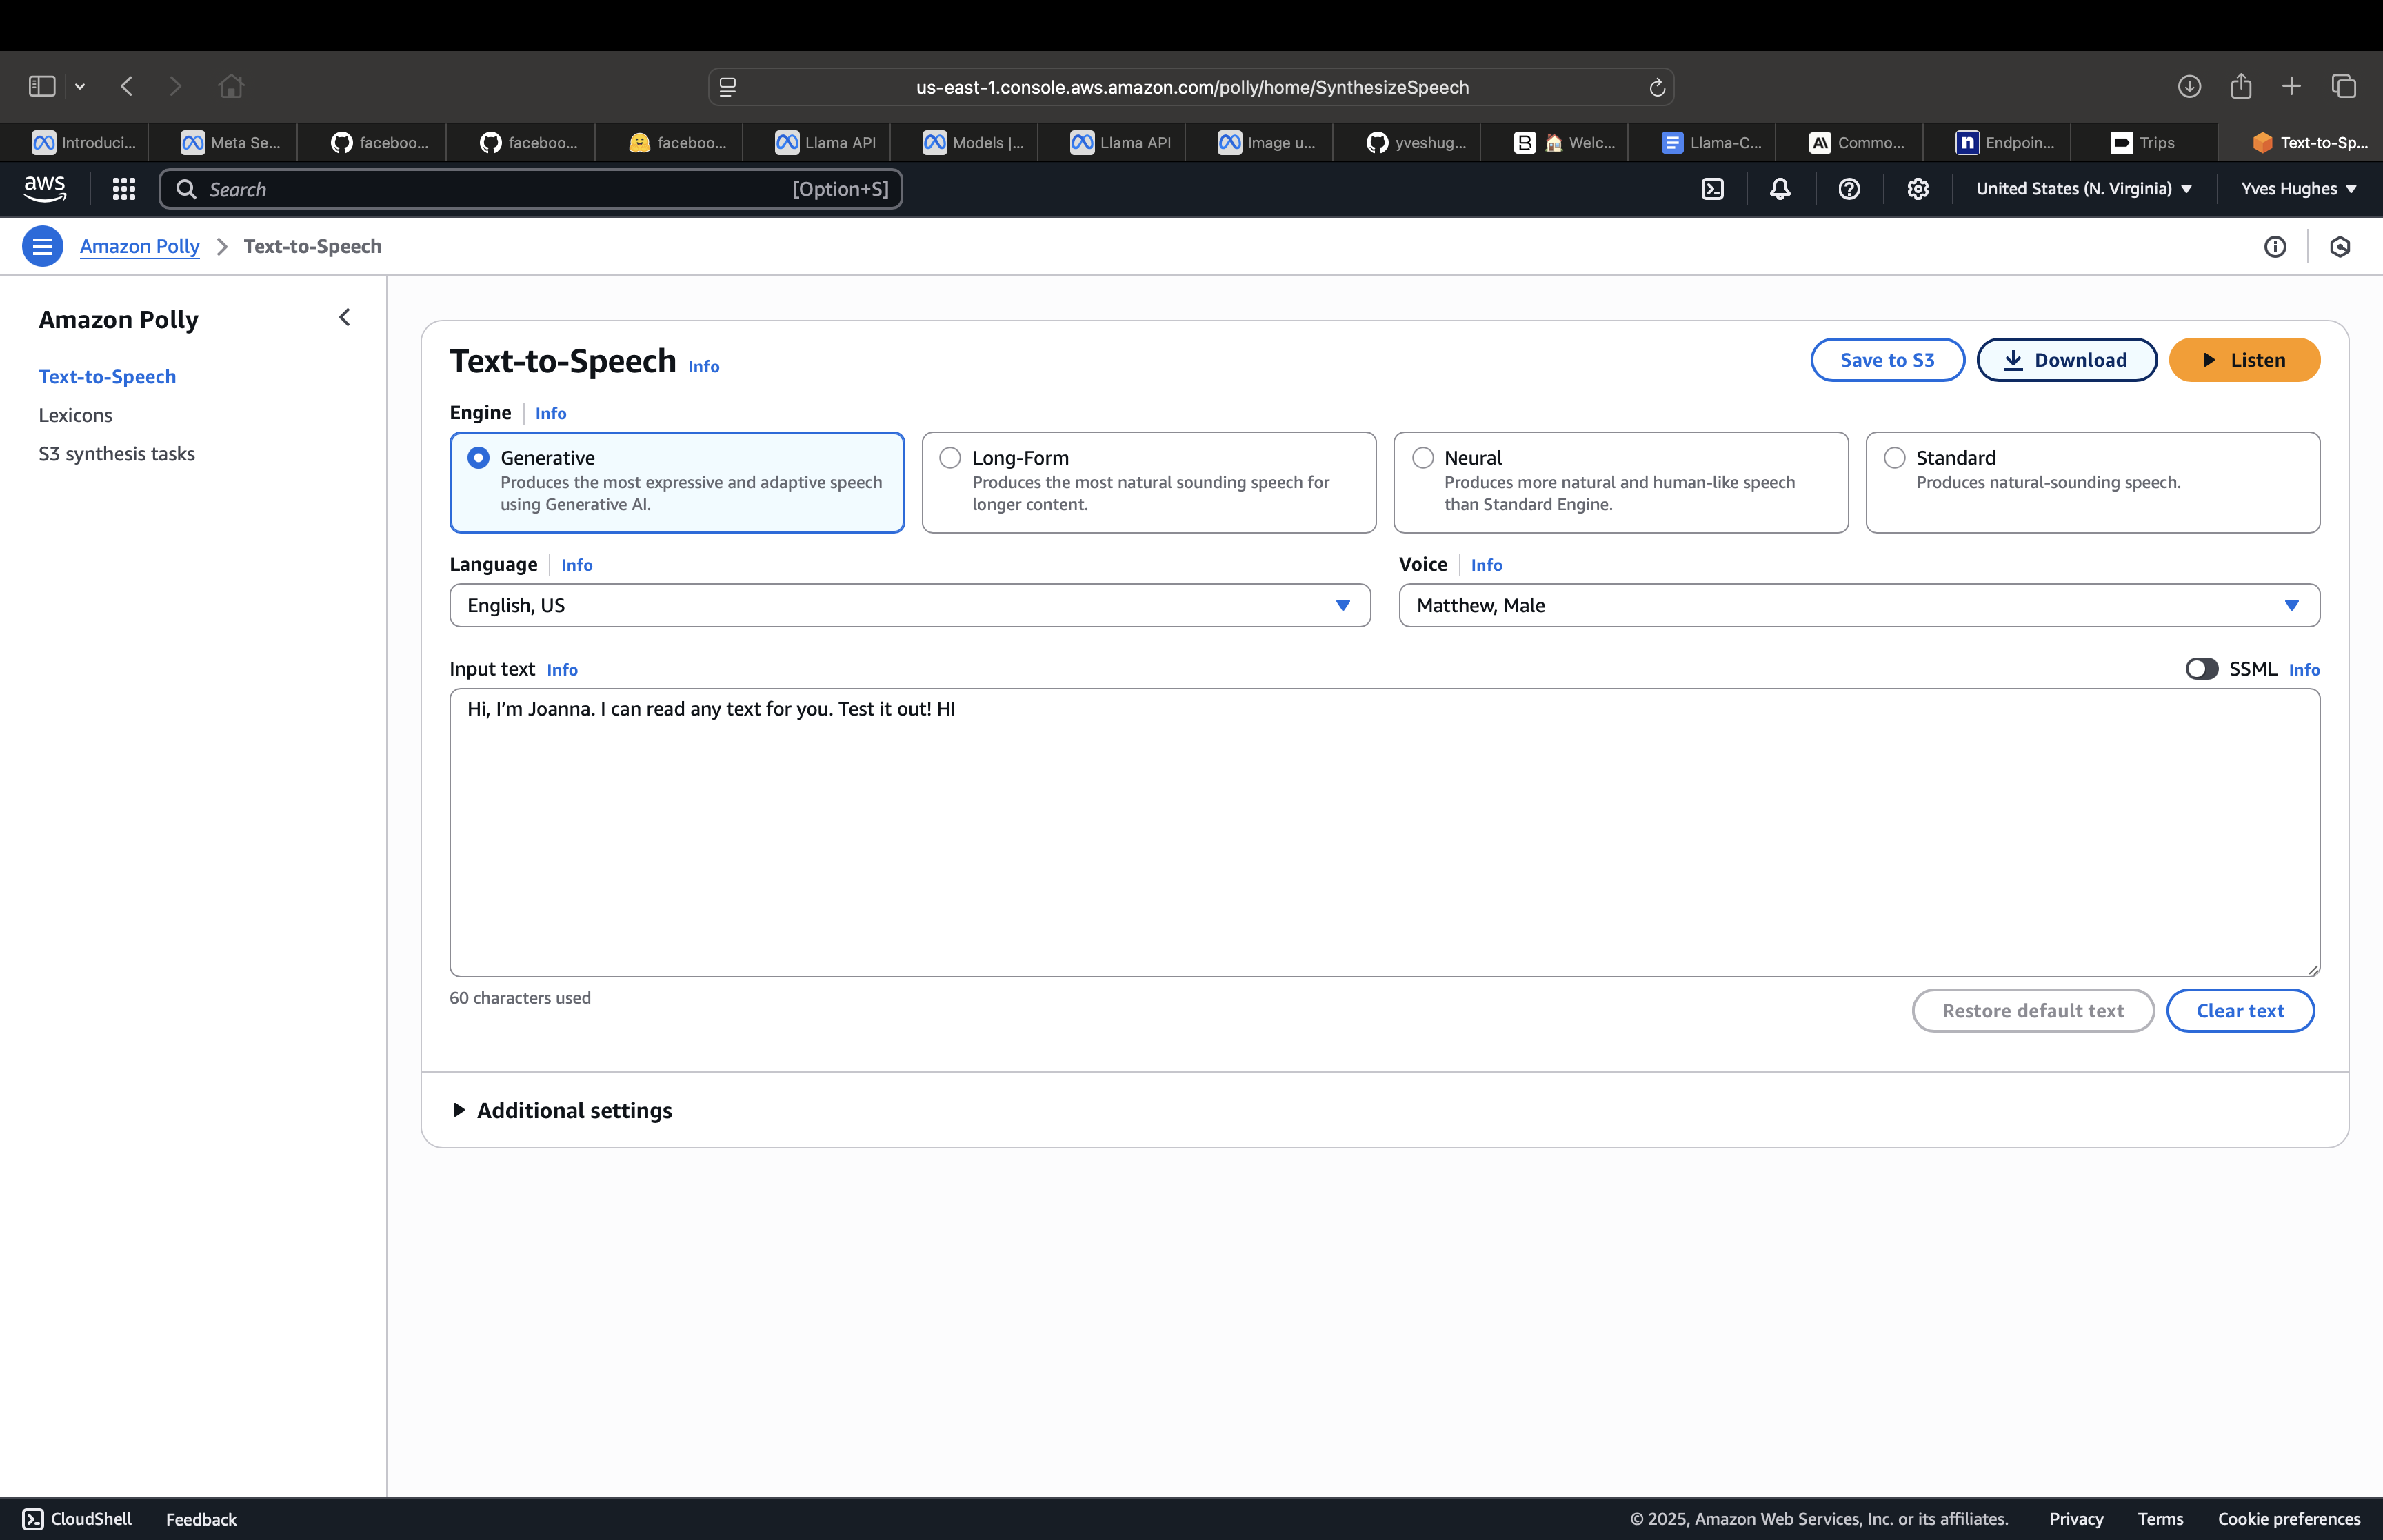 us-east-1.console.aws.amazon.com/polly/home/SynthesizeSpeech
Introduci...
Meta Se...
faceboo...
faceboo...
faceboo...
Llama API
Models |...
Llama API
Image u...
yveshug...
Welc...
Llama-C...
Commo...
Endpoin...
Trips
Text-to-Sp...
aws
Search
[Option+S]
United States (N. Virginia)
Yves Hughes
Amazon Polly
Text-to-Speech
Amazon Polly
Text-to-Speech
Lexicons
S3 synthesis tasks
Text-to-Speech Info
Save to S3
Download
Listen
Engine Info
Generative
Produces the most expressive and adaptive speech
using Generative AI.
Long-Form
Produces the most natural sounding speech for
longer content.
Neural
Produces more natural and human-like speech
than Standard Engine.
Standard
Produces natural-sounding speech.
Language Info
English, US
Voice Info
Matthew, Male
Input text Info
SSML Info
Hi, I’m Joanna. I can read any text for you. Test it out! HI
60 characters used
Restore default text
Clear text
Additional settings
CloudShell
Feedback
© 2025, Amazon Web Services, Inc. or its affiliates.
Privacy
Terms
Cookie preferences